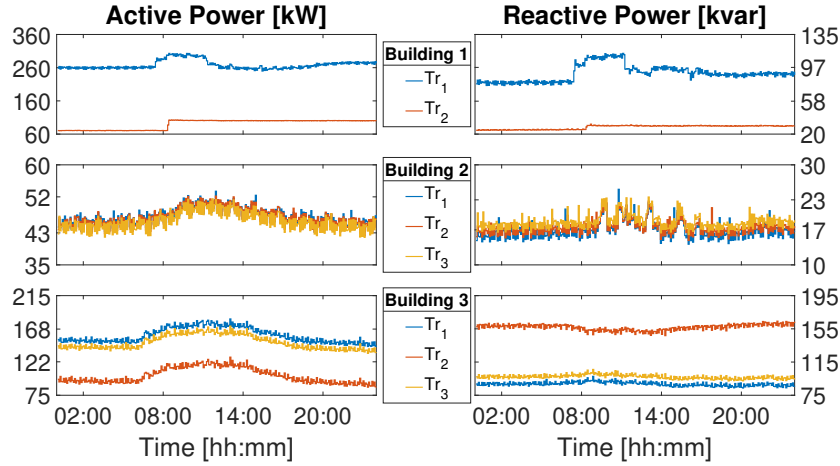 Active Power [kW]
Reactive Power [kvar]
360
260
160
60
Building 1
Tr1
Tr2
135
97
58
20
60
52
43
35
Building 2
Tr1
Tr2
Tr3
30
23
17
10
215
168
122
75
Building 3
Tr1
Tr2
Tr3
195
155
115
75
02:00 08:00 14:00 20:00
02:00 08:00 14:00 20:00
Time [hh:mm]
Time [hh:mm]